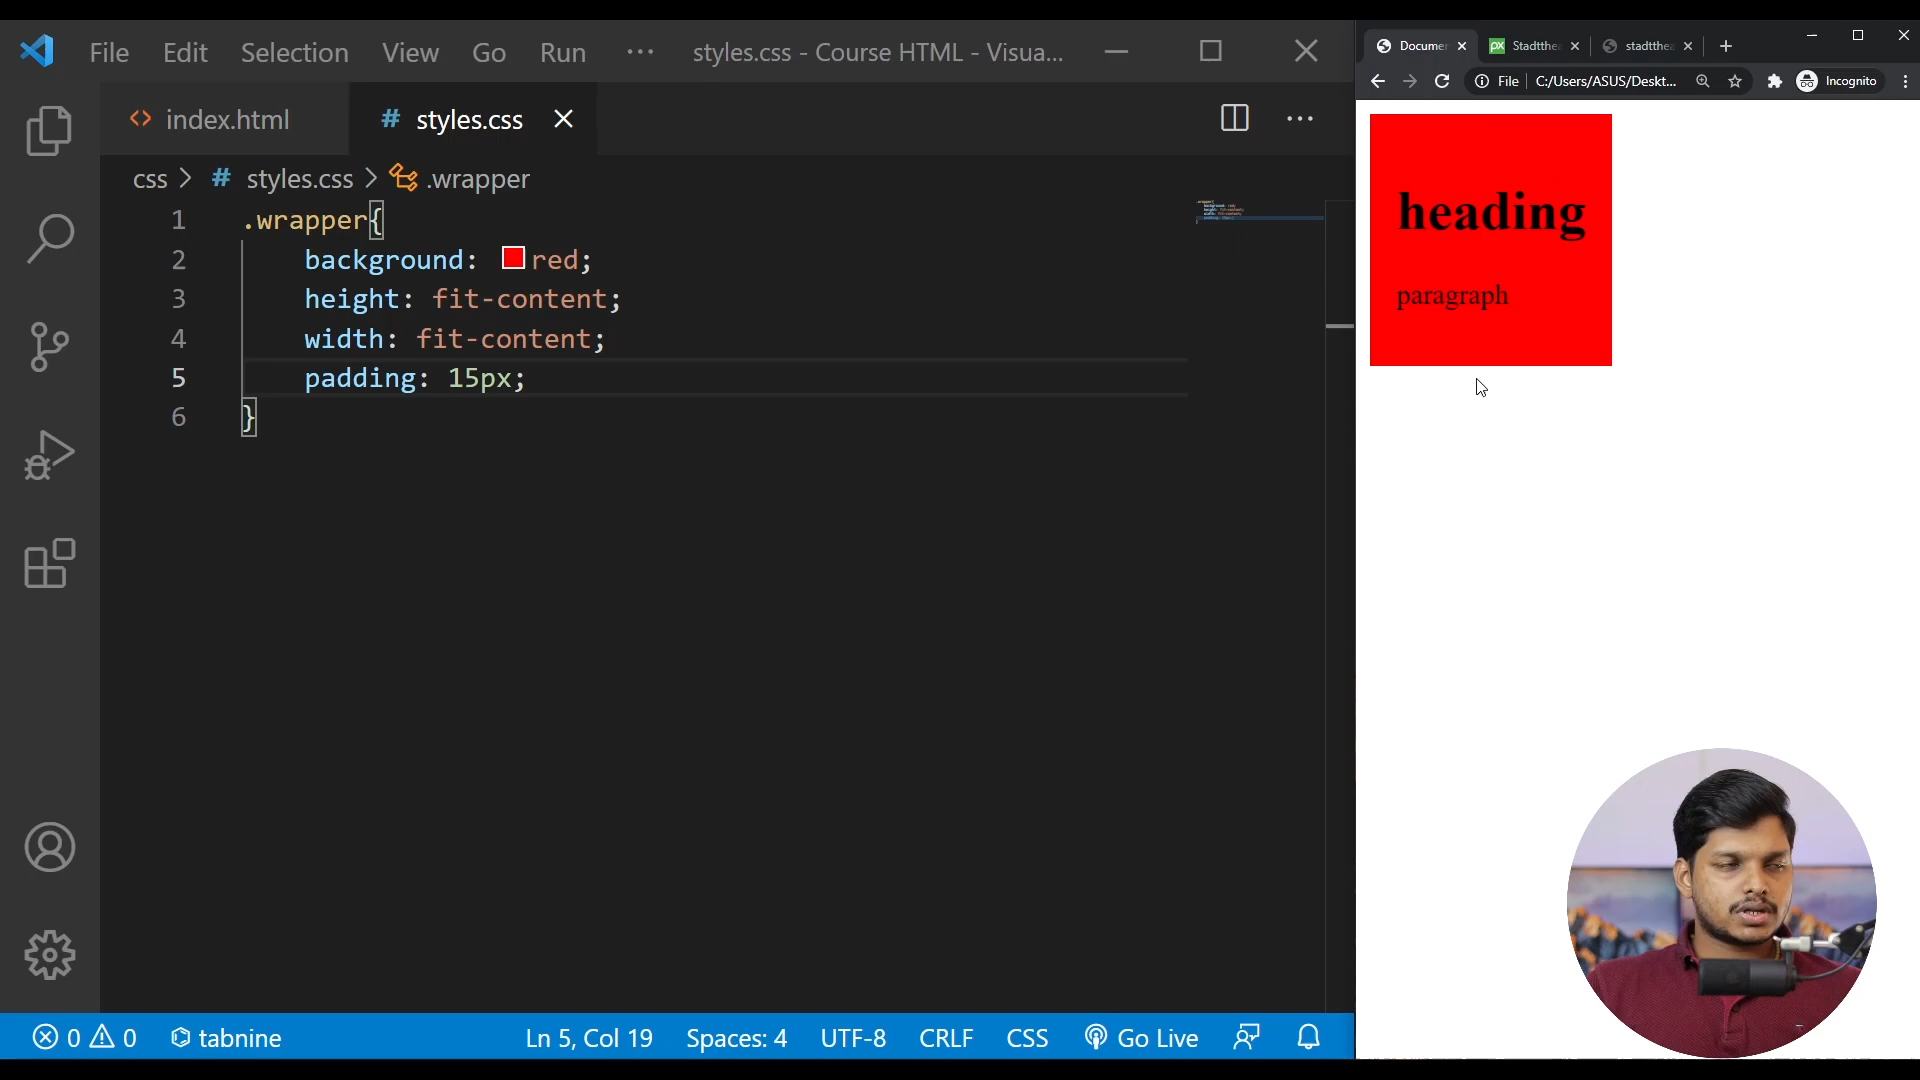 File Edit Selection View Go Run ··· styles.css - Course HTML - Visua...
index.html # styles.css
css > # styles.css > .wrapper
1 .wrapper{
2 background: red;
3 height: fit-content;
4 width: fit-content;
5 padding: 15px;
6 }
0 0 tabnine Ln 5, Col 19 Spaces: 4 UTF-8 CRLF CSS Go Live
Documen Stadtthea stadtthea
File C:/Users/ASUS/Deskt... Incognito
heading
paragraph